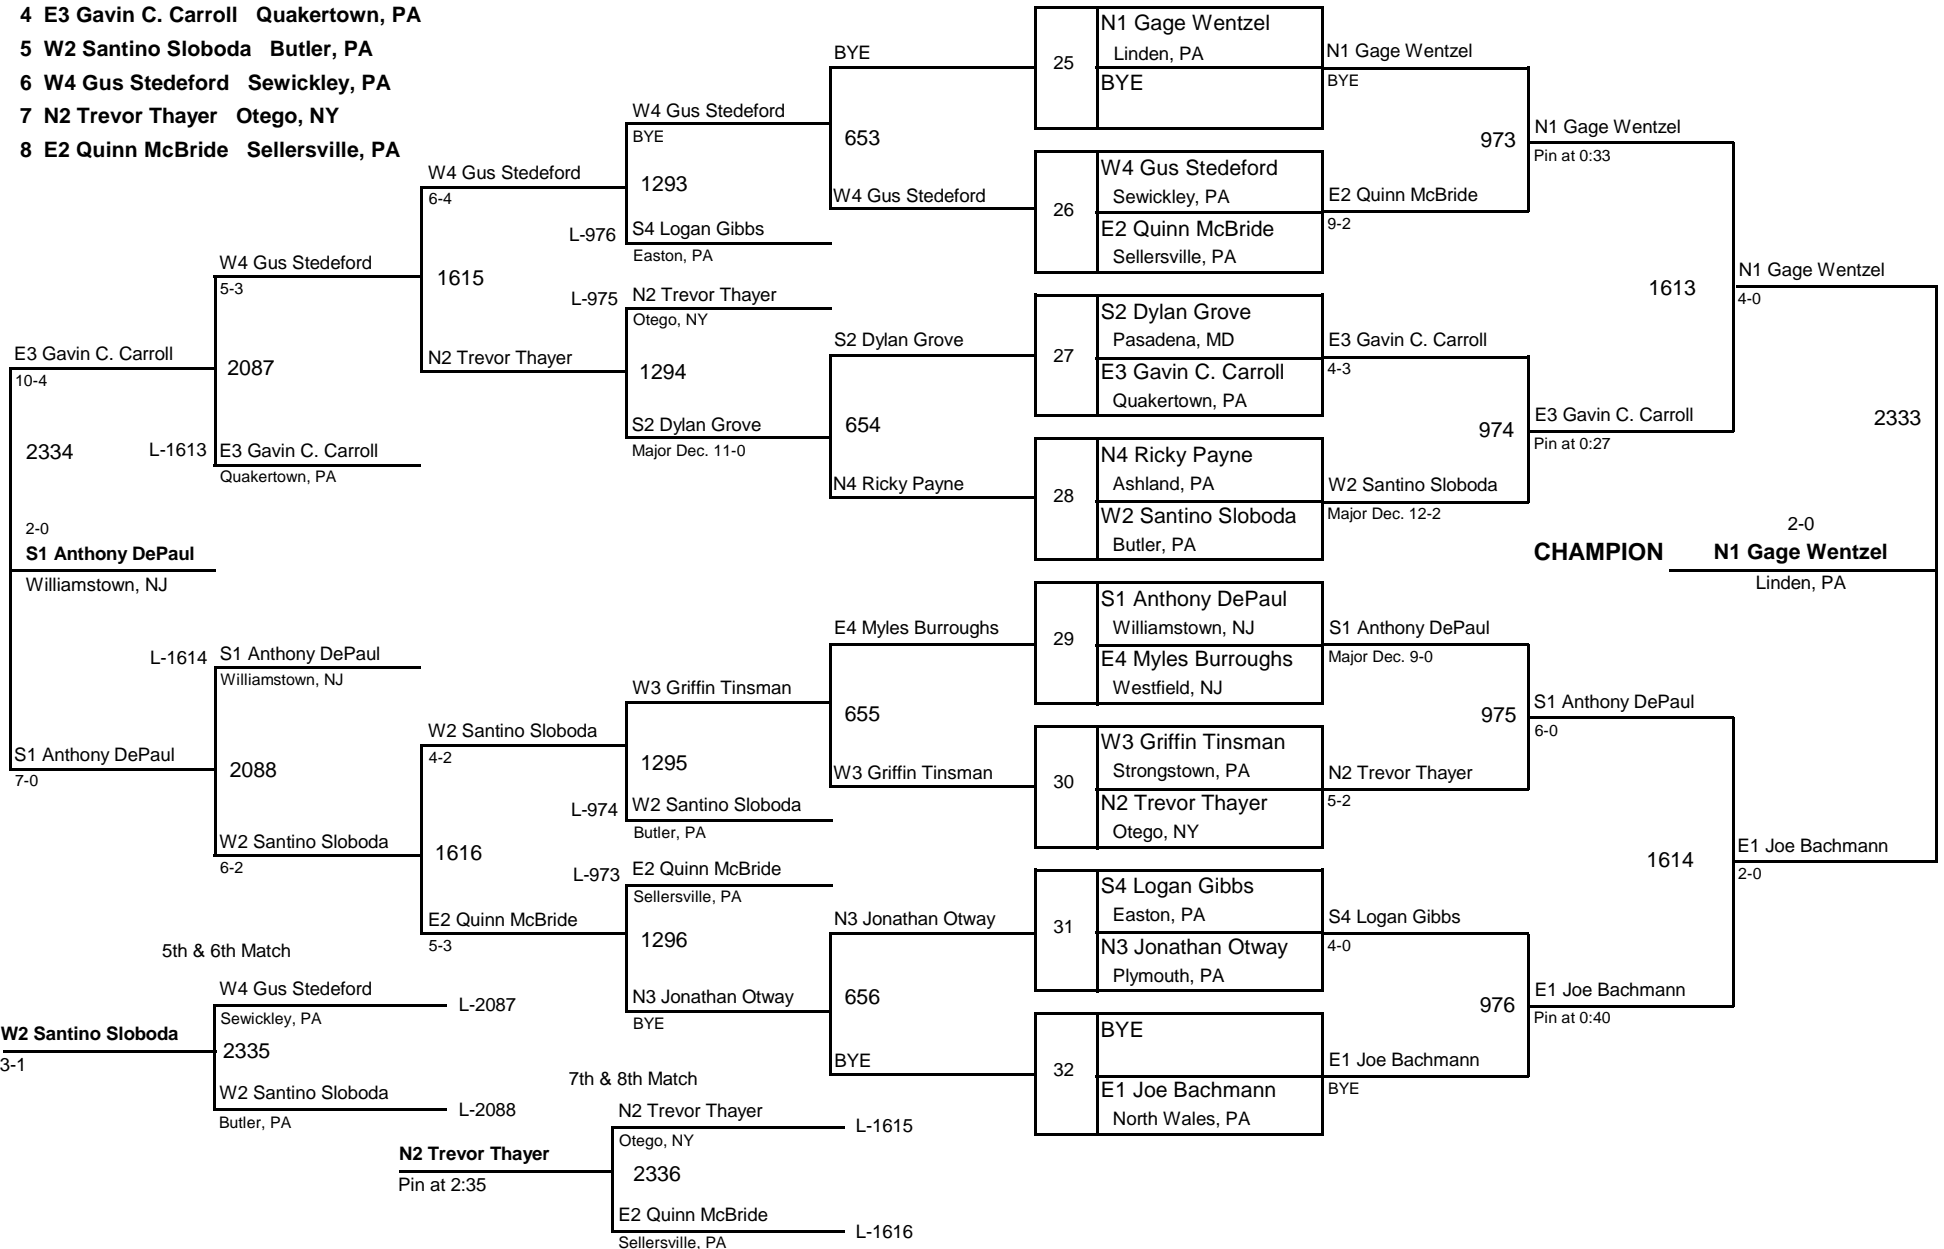 4 E3 Gavin C. Carroll Quakertown, PA
5 W2 Santino Sloboda Butler, PA
6 W4 Gus Stedeford Sewickley, PA
7 N2 Trevor Thayer Otego, NY
8 E2 Quinn McBride Sellersville, PA
E3 Gavin C. Carroll
10-4
2334
2-0
S1 Anthony DePaul
Williamstown, NJ
S1 Anthony DePaul
7-0
W4 Gus Stedeford
5-3
2087
L-1613
E3 Gavin C. Carroll
Quakertown, PA
L-1614
S1 Anthony DePaul
Williamstown, NJ
2088
W2 Santino Sloboda
6-2
5th & 6th Match
W4 Gus Stedeford
L-2087
Sewickley, PA
W2 Santino Sloboda
3-1
2335
W2 Santino Sloboda
L-2088
Butler, PA
W4 Gus Stedeford
6-4
1615
N2 Trevor Thayer
W2 Santino Sloboda
4-2
1616
E2 Quinn McBride
5-3
7th & 8th Match
N2 Trevor Thayer
L-1615
Otego, NY
N2 Trevor Thayer
Pin at 2:35
2336
E2 Quinn McBride
L-1616
Sellersville, PA
W4 Gus Stedeford
BYE
1293
L-976
S4 Logan Gibbs
Easton, PA
L-975
N2 Trevor Thayer
Otego, NY
1294
S2 Dylan Grove
Major Dec. 11-0
W3 Griffin Tinsman
1295
L-974
W2 Santino Sloboda
Butler, PA
L-973
E2 Quinn McBride
Sellersville, PA
1296
N3 Jonathan Otway
BYE
BYE
653
W4 Gus Stedeford
S2 Dylan Grove
654
N4 Ricky Payne
E4 Myles Burroughs
655
W3 Griffin Tinsman
N3 Jonathan Otway
656
BYE
25
N1 Gage Wentzel
Linden, PA
BYE
26
W4 Gus Stedeford
Sewickley, PA
E2 Quinn McBride
Sellersville, PA
27
S2 Dylan Grove
Pasadena, MD
E3 Gavin C. Carroll
Quakertown, PA
28
N4 Ricky Payne
Ashland, PA
W2 Santino Sloboda
Butler, PA
29
S1 Anthony DePaul
Williamstown, NJ
E4 Myles Burroughs
Westfield, NJ
30
W3 Griffin Tinsman
Strongstown, PA
N2 Trevor Thayer
Otego, NY
31
S4 Logan Gibbs
Easton, PA
N3 Jonathan Otway
Plymouth, PA
32
BYE
E1 Joe Bachmann
North Wales, PA
N1 Gage Wentzel
BYE
973
E2 Quinn McBride
9-2
E3 Gavin C. Carroll
4-3
974
W2 Santino Sloboda
Major Dec. 12-2
S1 Anthony DePaul
Major Dec. 9-0
975
N2 Trevor Thayer
5-2
S4 Logan Gibbs
4-0
976
E1 Joe Bachmann
BYE
N1 Gage Wentzel
Pin at 0:33
1613
E3 Gavin C. Carroll
Pin at 0:27
S1 Anthony DePaul
6-0
1614
E1 Joe Bachmann
Pin at 0:40
N1 Gage Wentzel
4-0
2333
2-0
CHAMPION N1 Gage Wentzel
Linden, PA
E1 Joe Bachmann
2-0